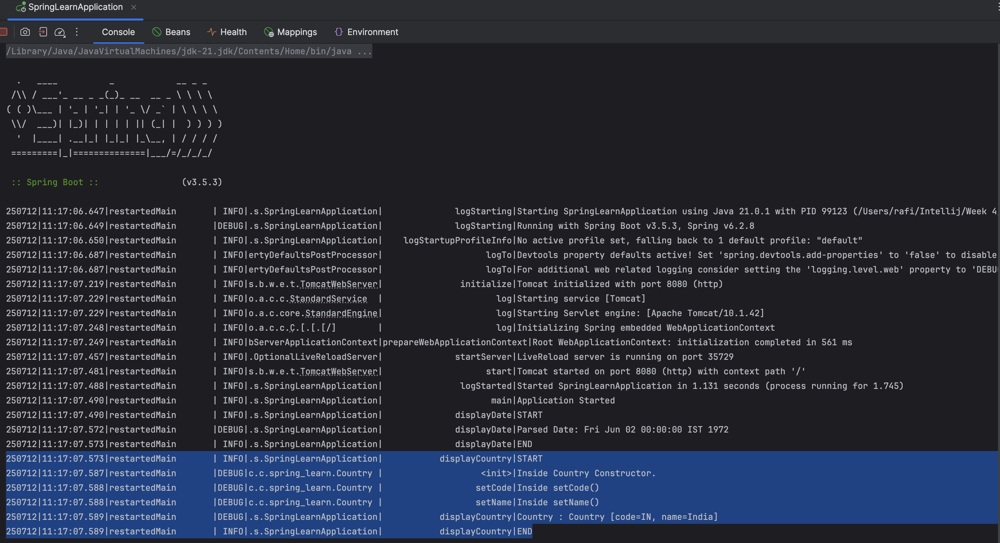 SpringLearnApplication
Console Beans Health Mappings Environment
/Library/Java/JavaVirtualMachines/jdk-21.jdk/Contents/Home/bin/java ...
  .   ____          _            __ _ _
 /\\ / ___'_ __ _ _(_)_ __  __ _ \ \ \ \
( ( )\___ | '_ | '_| | '_ \/ _` | \ \ \ \
 \\/  ___)| |_)| | | | | || (_| |  ) ) ) )
  '  |____| .__|_| |_|_| |_\__, | / / / /
 =========|_|==============|___/=/_/_/_/
 :: Spring Boot ::                (v3.5.3)
250712|11:17:06.647|restartedMain       | INFO|.s.SpringLearnApplication|              logStarting|Starting SpringLearnApplication using Java 21.0.1 with PID 99123 (/Users/rafi/Intellij/Week 4
250712|11:17:06.649|restartedMain       |DEBUG|.s.SpringLearnApplication|              logStarting|Running with Spring Boot v3.5.3, Spring v6.2.8
250712|11:17:06.650|restartedMain       | INFO|.s.SpringLearnApplication|    logStartupProfileInfo|No active profile set, falling back to 1 default profile: "default"
250712|11:17:06.687|restartedMain       | INFO|ertyDefaultsPostProcessor|                    logTo|Devtools property defaults active! Set 'spring.devtools.add-properties' to 'false' to disable
250712|11:17:06.687|restartedMain       | INFO|ertyDefaultsPostProcessor|                    logTo|For additional web related logging consider setting the 'logging.level.web' property to 'DEBU
250712|11:17:07.219|restartedMain       | INFO|s.b.w.e.t.TomcatWebServer|               initialize|Tomcat initialized with port 8080 (http)
250712|11:17:07.229|restartedMain       | INFO|o.a.c.c.StandardService  |                      log|Starting service [Tomcat]
250712|11:17:07.229|restartedMain       | INFO|o.a.c.core.StandardEngine|                      log|Starting Servlet engine: [Apache Tomcat/10.1.42]
250712|11:17:07.248|restartedMain       | INFO|o.a.c.c.C.[.[.[/]        |                      log|Initializing Spring embedded WebApplicationContext
250712|11:17:07.249|restartedMain       | INFO|bServerApplicationContext|prepareWebApplicationContext|Root WebApplicationContext: initialization completed in 561 ms
250712|11:17:07.457|restartedMain       | INFO|.OptionalLiveReloadServer|              startServer|LiveReload server is running on port 35729
250712|11:17:07.481|restartedMain       | INFO|s.b.w.e.t.TomcatWebServer|                    start|Tomcat started on port 8080 (http) with context path '/'
250712|11:17:07.488|restartedMain       | INFO|.s.SpringLearnApplication|               logStarted|Started SpringLearnApplication in 1.131 seconds (process running for 1.745)
250712|11:17:07.490|restartedMain       | INFO|.s.SpringLearnApplication|                     main|Application Started
250712|11:17:07.490|restartedMain       | INFO|.s.SpringLearnApplication|              displayDate|START
250712|11:17:07.572|restartedMain       |DEBUG|.s.SpringLearnApplication|              displayDate|Parsed Date: Fri Jun 02 00:00:00 IST 1972
250712|11:17:07.573|restartedMain       | INFO|.s.SpringLearnApplication|              displayDate|END
250712|11:17:07.573|restartedMain       | INFO|.s.SpringLearnApplication|           displayCountry|START
250712|11:17:07.587|restartedMain       |DEBUG|c.c.spring_learn.Country |                   <init>|Inside Country Constructor.
250712|11:17:07.588|restartedMain       |DEBUG|c.c.spring_learn.Country |                  setCode|Inside setCode()
250712|11:17:07.588|restartedMain       |DEBUG|c.c.spring_learn.Country |                  setName|Inside setName()
250712|11:17:07.589|restartedMain       |DEBUG|.s.SpringLearnApplication|           displayCountry|Country : Country [code=IN, name=India]
250712|11:17:07.589|restartedMain       | INFO|.s.SpringLearnApplication|           displayCountry|END